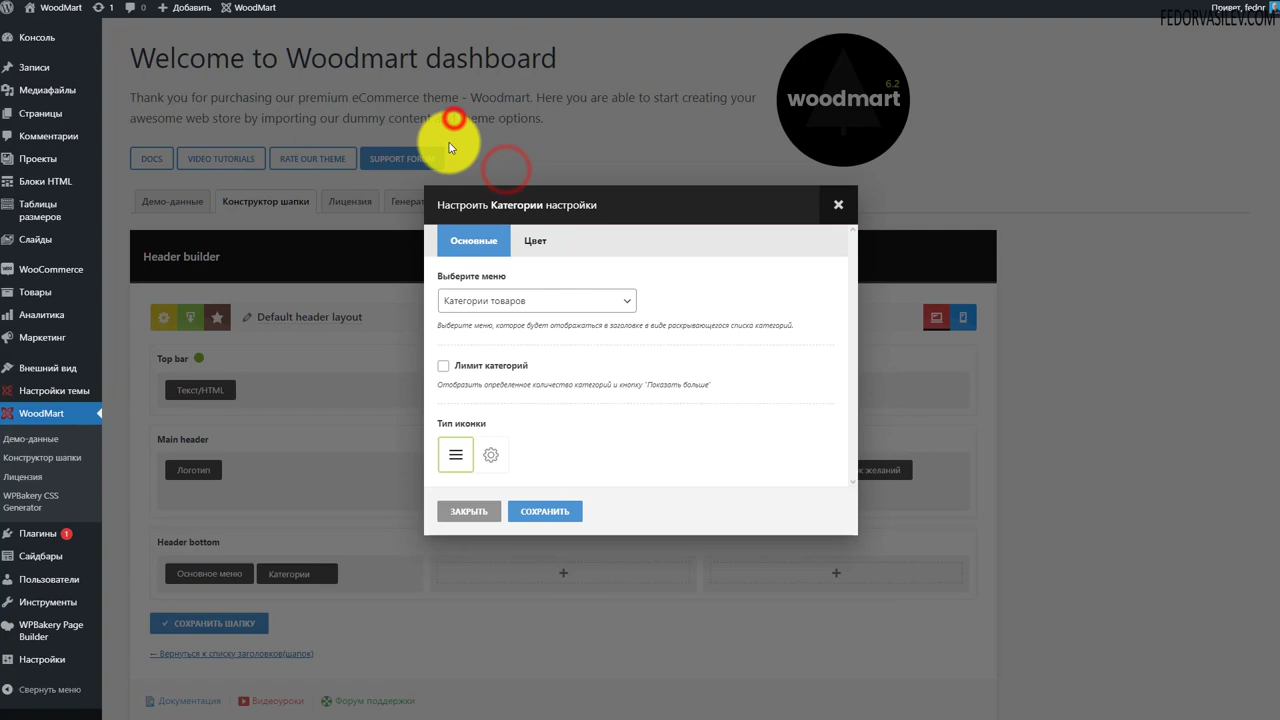 WoodMart 1 0 Добавить WoodMart Привет, fedor
FEDORVASILEV.COM
Консоль
Записи
Медиафайлы
Страницы
Комментарии
Проекты
Блоки HTML
Таблицы
размеров
Слайды
WooCommerce
Товары
Аналитика
Маркетинг
Внешний вид
Настройки темы
WoodMart
Демо-данные
Конструктор шапки
Лицензия
WPBakery CSS
Generator
Плагины 1
Сайдбары
Пользователи
Инструменты
WPBakery Page
Builder
Настройки
Свернуть меню
Welcome to Woodmart dashboard
Thank you for purchasing our premium eCommerce theme - Woodmart. Here you are able to start creating your
awesome web store by importing our dummy content and theme options.
6.2
woodmart
DOCS VIDEO TUTORIALS RATE OUR THEME SUPPORT FORUM
Демо-данные Конструктор шапки Лицензия Генерат
Header builder
Default header layout
Top bar
Текст/HTML
Main header
Логотип
к желаний
Header bottom
Основное меню Категории + +
СОХРАНИТЬ ШАПКУ
← Вернуться к списку заголовков(шапок)
Документация Видеоуроки Форум поддержки
Настроить Категории настройки
Основные Цвет
Выберите меню
Категории товаров
Выберите меню, которое будет отображаться в заголовке в виде раскрывающегося списка категорий.
Лимит категорий
Отобразить определенное количество категорий и кнопку "Показать больше"
Тип иконки
ЗАКРЫТЬ СОХРАНИТЬ